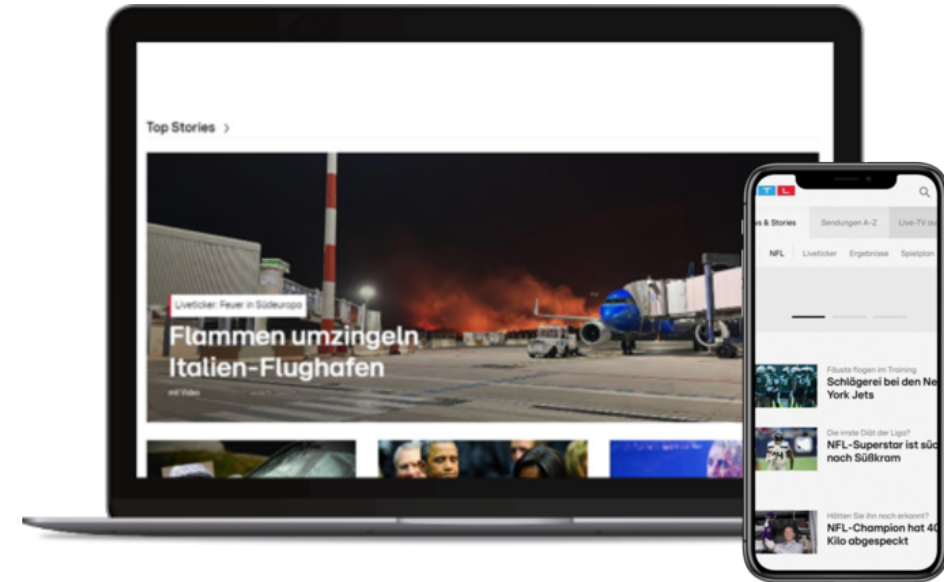 Top Stories >
Liveticker: Feuer in Südeuropa
Flammen umzingeln
Italien-Flughafen
mit Video
T L
s & Stories
Sendungen A-Z
Live-TV au
NFL
Liveticker
Ergebnisse
Spielplan
Fäuste flogen im Training
Schlägerei bei den Ne
York Jets
Die irrste Diät der Liga?
NFL-Superstar ist süc
nach Süßkram
Hätten Sie ihn noch erkannt?
NFL-Champion hat 40
Kilo abgespeckt